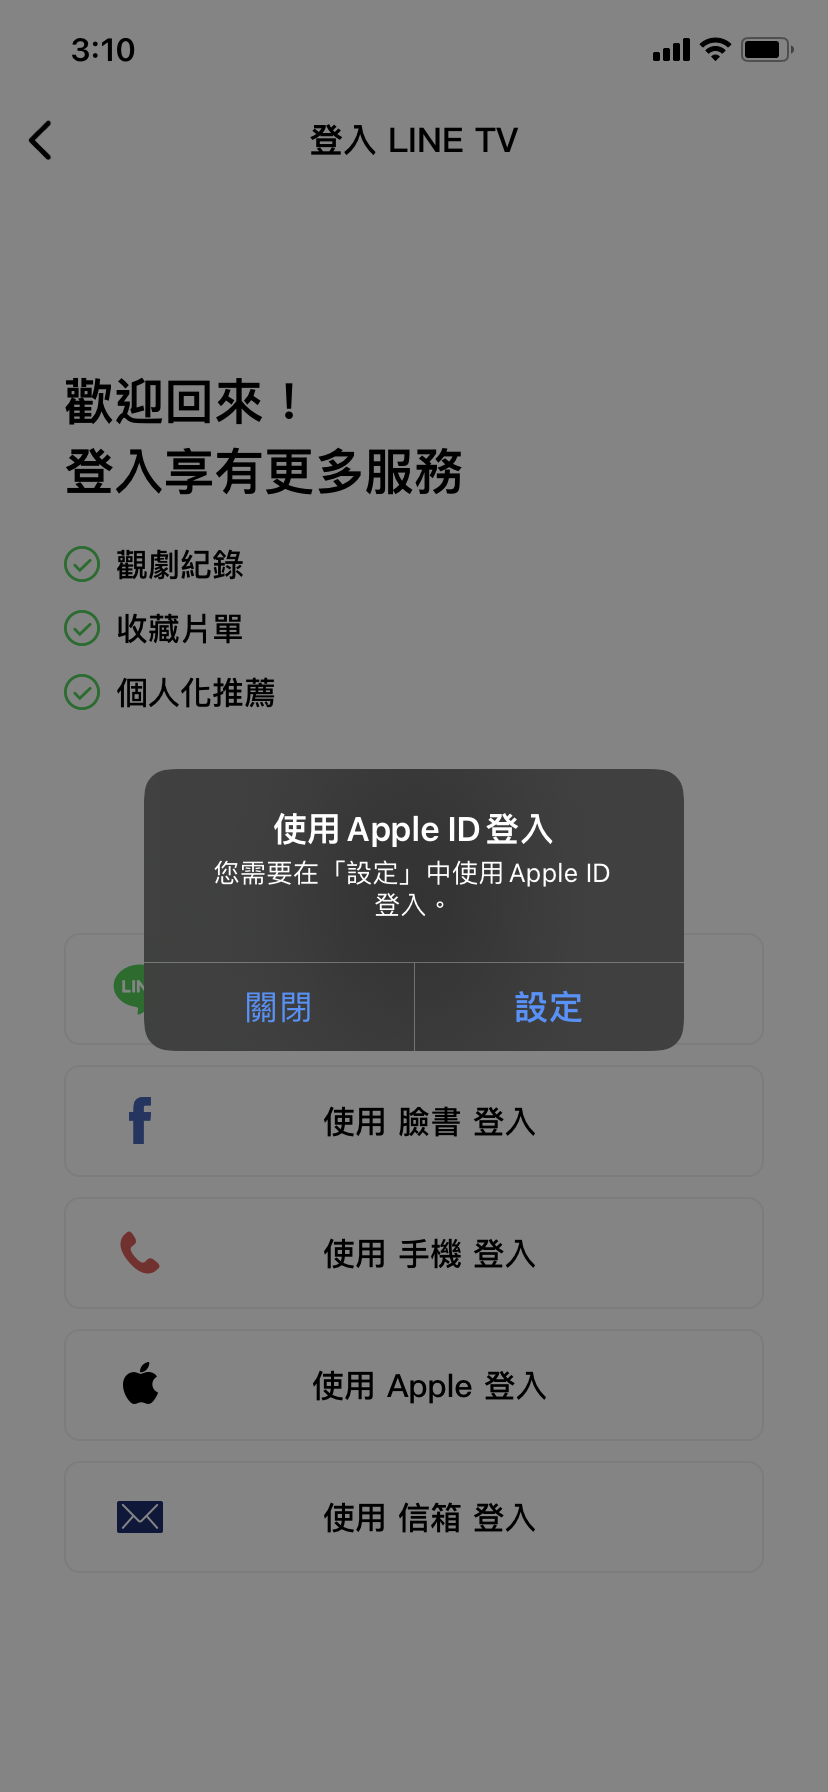 3:10
登入 LINE TV
歡迎回來！
登入享有更多服務
觀劇紀錄
收藏片單
個人化推薦
使用 Apple ID 登入
您需要在「設定」中使用 Apple ID
登入。
關閉
設定
使用 臉書 登入
使用 手機 登入
使用 Apple 登入
使用 信箱 登入